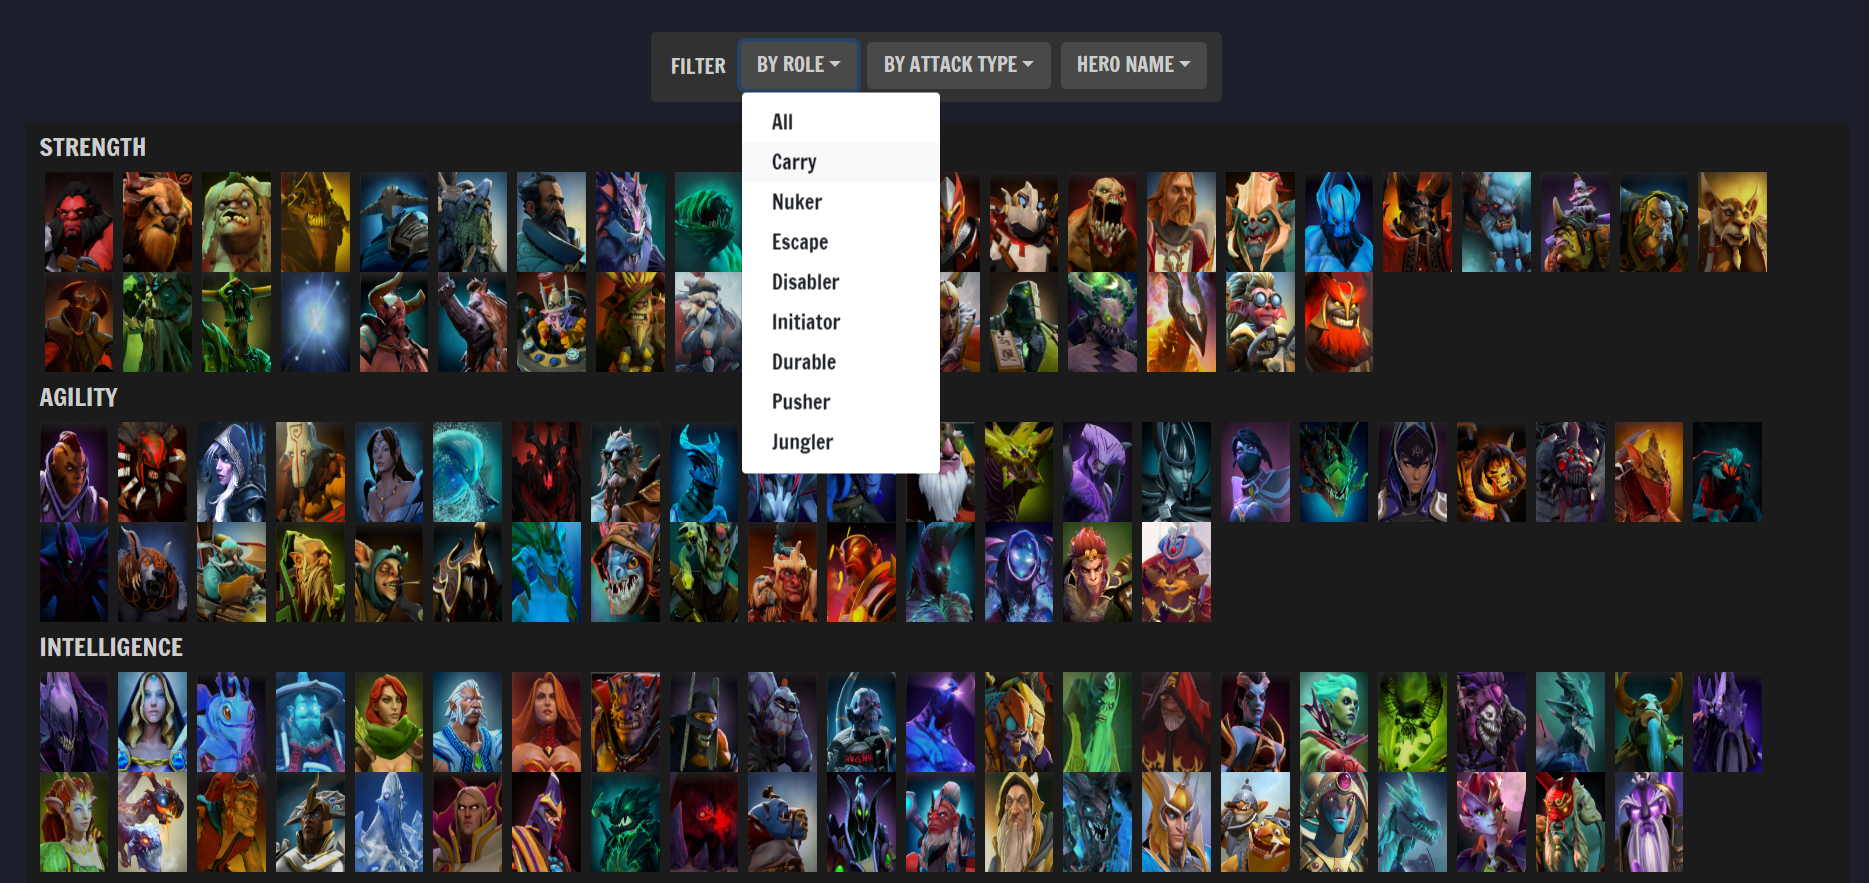 FILTER BY ROLE BY ATTACK TYPE HERO NAME
All
Carry
Nuker
Escape
Disabler
Initiator
Durable
Pusher
Jungler
STRENGTH
AGILITY
INTELLIGENCE